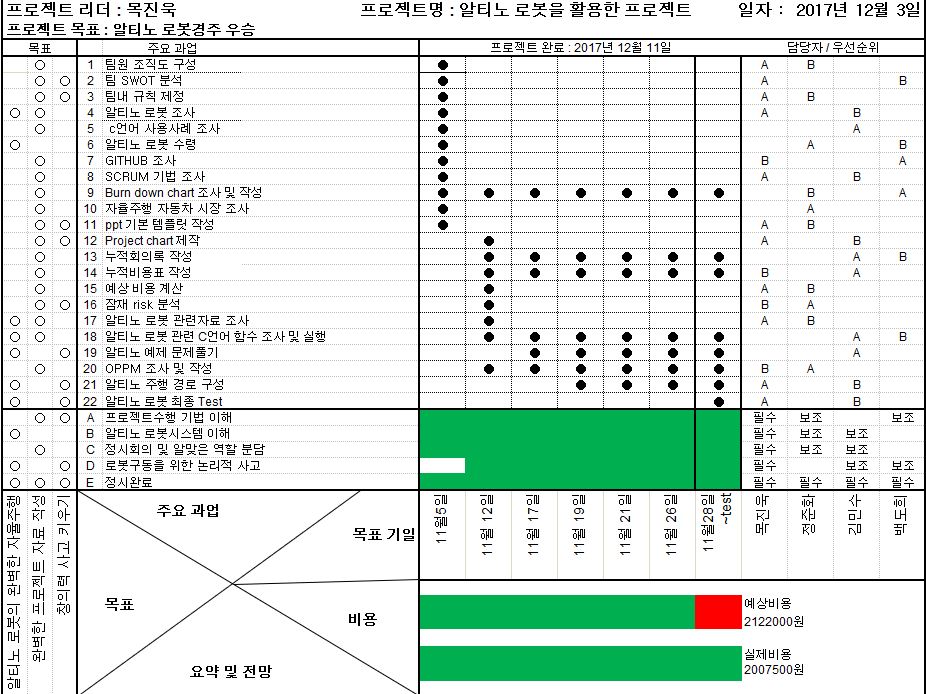 프로젝트 리더 : 목진욱 프로젝트명 : 알티노 로봇을 활용한 프로젝트 일자 : 2017년 12월 3일
프로젝트 목표 : 알티노 로봇경주 우승
목표 주요 과업 프로젝트 완료 : 2017년 12월 11일 담당자 / 우선순위
1 팀원 조직도 구성 A B
2 팀 SWOT 분석 A B
3 팀내 규칙 제정 A B
4 알티노 로봇 조사 A B
5 c언어 사용사례 조사 A
6 알티노 로봇 수령 A B
7 GITHUB 조사 B A
8 SCRUM 기법 조사 A B
9 Burn down chart 조사 및 작성 B A
10 자율주행 자동차 시장 조사 A
11 ppt 기본 템플릿 작성 A B
12 Project chart 제작 A B
13 누적회의록 작성 A B
14 누적비용표 작성 B A
15 예상 비용 계산 A B
16 잠재 risk 분석 B A
17 알티노 로봇 관련자료 조사 A B
18 알티노 로봇 관련 C언어 함수 조사 및 실행 A B
19 알티노 예제 문제풀기 A
20 OPPM 조사 및 작성 B A
21 알티노 주행 경로 구성 A B
22 알티노 로봇 최종 Test A B
A 프로젝트수행 기법 이해 필수 보조 보조
B 알티노 로봇시스템 이해 필수 보조 보조
C 정시회의 및 알맞은 역할 분담 필수 보조 보조
D 로봇구동을 위한 논리적 사고 필수 보조 보조
E 정시완료 필수 필수 필수 필수
알티노 로봇의 완벽한 자율주행
완벽한 프로젝트 자료 작성
창의력 사고 키우기
주요 과업
목표 기일
목표
비용
요약 및 전망
11월5일
11월 12일
11월 17일
11월 19일
11월 21일
11월 26일
11월28일
~test
목진욱
정준화
김민수
백도희
예상비용
2122000원
실제비용
2007500원